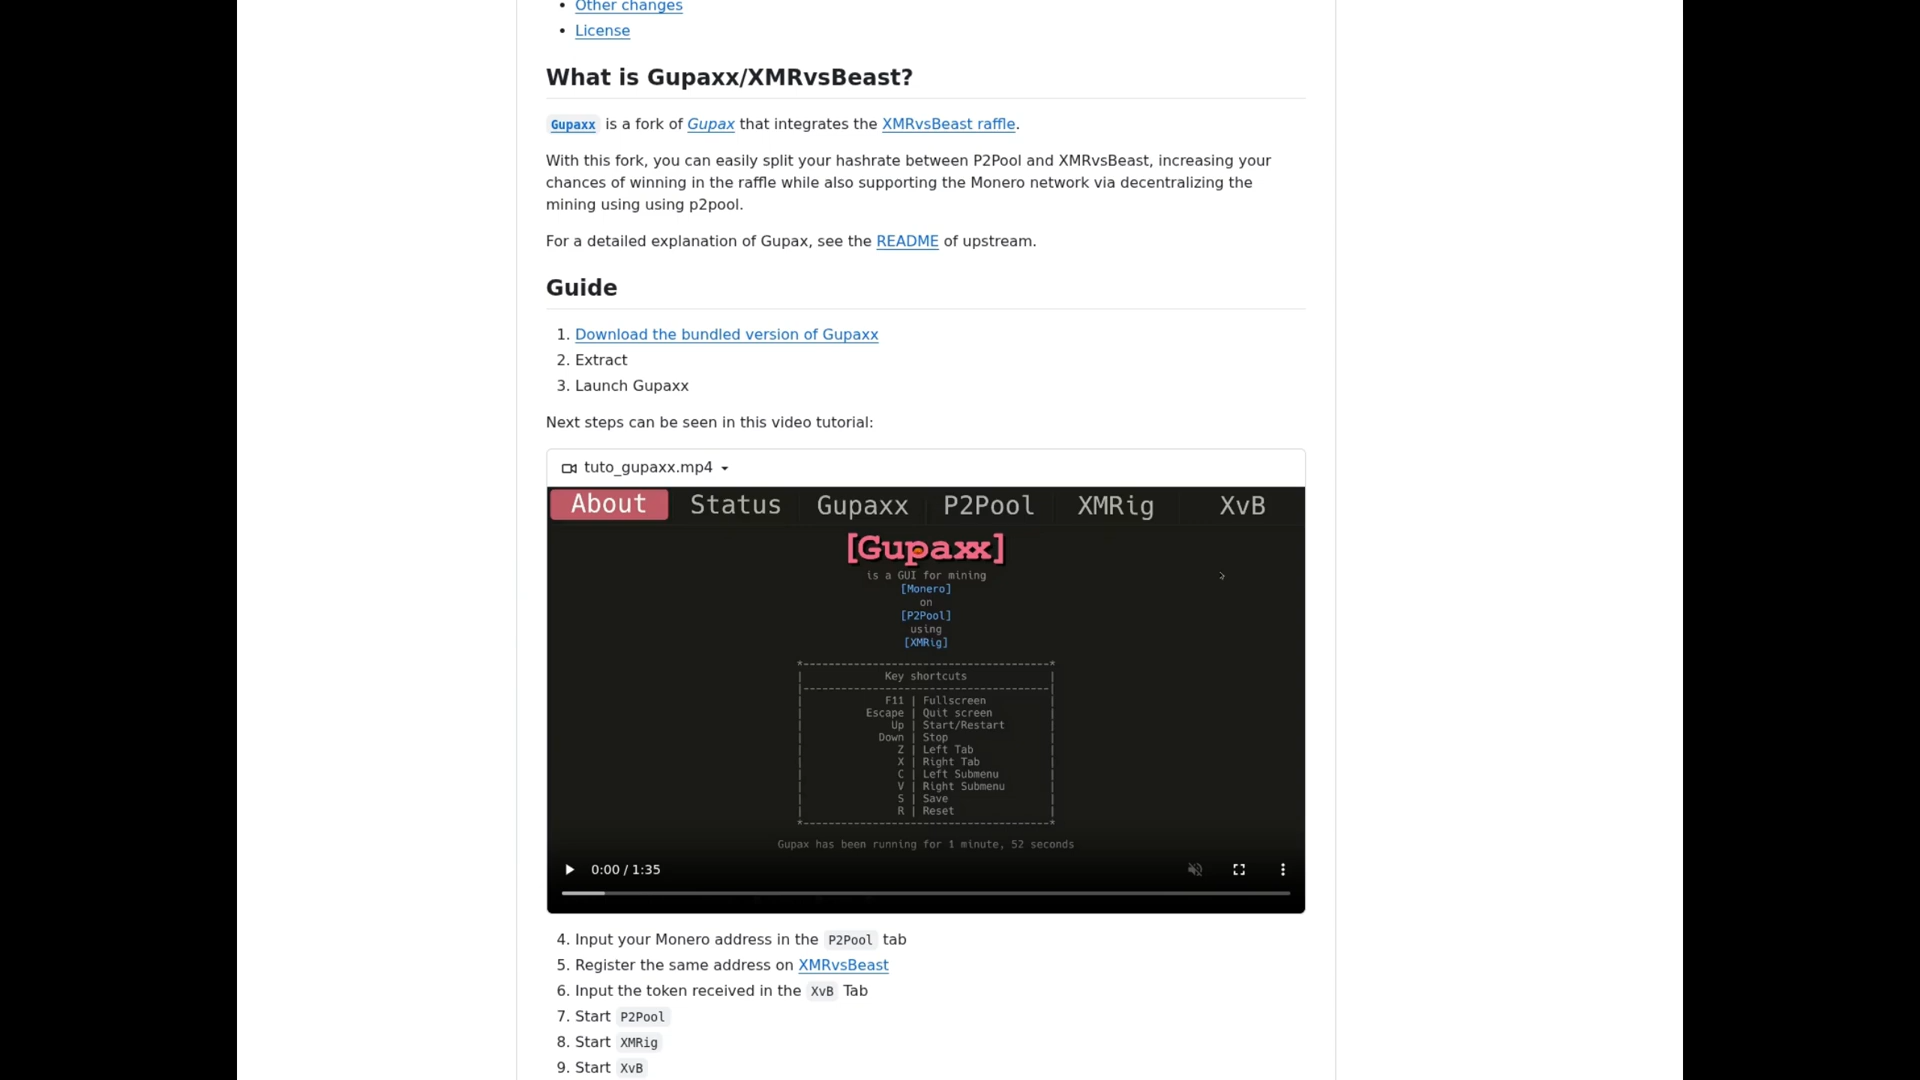 • Other changes
• License
What is Gupaxx/XMRvsBeast?
Gupaxx is a fork of Gupax that integrates the XMRvsBeast raffle.
With this fork, you can easily split your hashrate between P2Pool and XMRvsBeast, increasing your
chances of winning in the raffle while also supporting the Monero network via decentralizing the
mining using using p2pool.
For a detailed explanation of Gupax, see the README of upstream.
Guide
1. Download the bundled version of Gupaxx
2. Extract
3. Launch Gupaxx
Next steps can be seen in this video tutorial:
tuto_gupaxx.mp4
About Status Gupaxx P2Pool XMRig XvB
[Gupaxx]
is a GUI for mining
[Monero]
on
[P2Pool]
using
[XMRig]
*---------------------------------------*
| Key shortcuts |
|---------------------------------------|
| F11 | Fullscreen |
| Escape | Quit screen |
| Up | Start/Restart |
| Down | Stop |
| Z | Left Tab |
| X | Right Tab |
| C | Left Submenu |
| V | Right Submenu |
| S | Save |
| R | Reset |
*---------------------------------------*
Gupax has been running for 1 minute, 52 seconds
0:00 / 1:35
4. Input your Monero address in the P2Pool tab
5. Register the same address on XMRvsBeast
6. Input the token received in the XvB Tab
7. Start P2Pool
8. Start XMRig
9. Start XvB